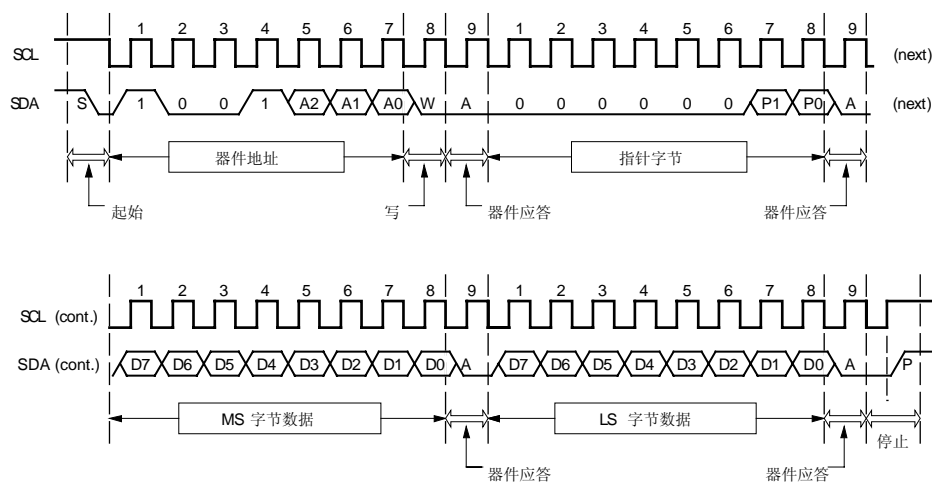 1 2 3 4 5 6 7 8 9 1 2 3 4 5 6 7 8 9
SCL (next)
SDA S 1 0 0 1 A2 A1 A0 W A 0 0 0 0 0 0 P1 P0 A (next)
器件地址 指针字节
起始 写 器件应答 器件应答
1 2 3 4 5 6 7 8 9 1 2 3 4 5 6 7 8 9
SCL (cont.)
SDA (cont.) D7 D6 D5 D4 D3 D2 D1 D0 A D7 D6 D5 D4 D3 D2 D1 D0 A P
MS 字节数据 LS 字节数据
停止
器件应答 器件应答